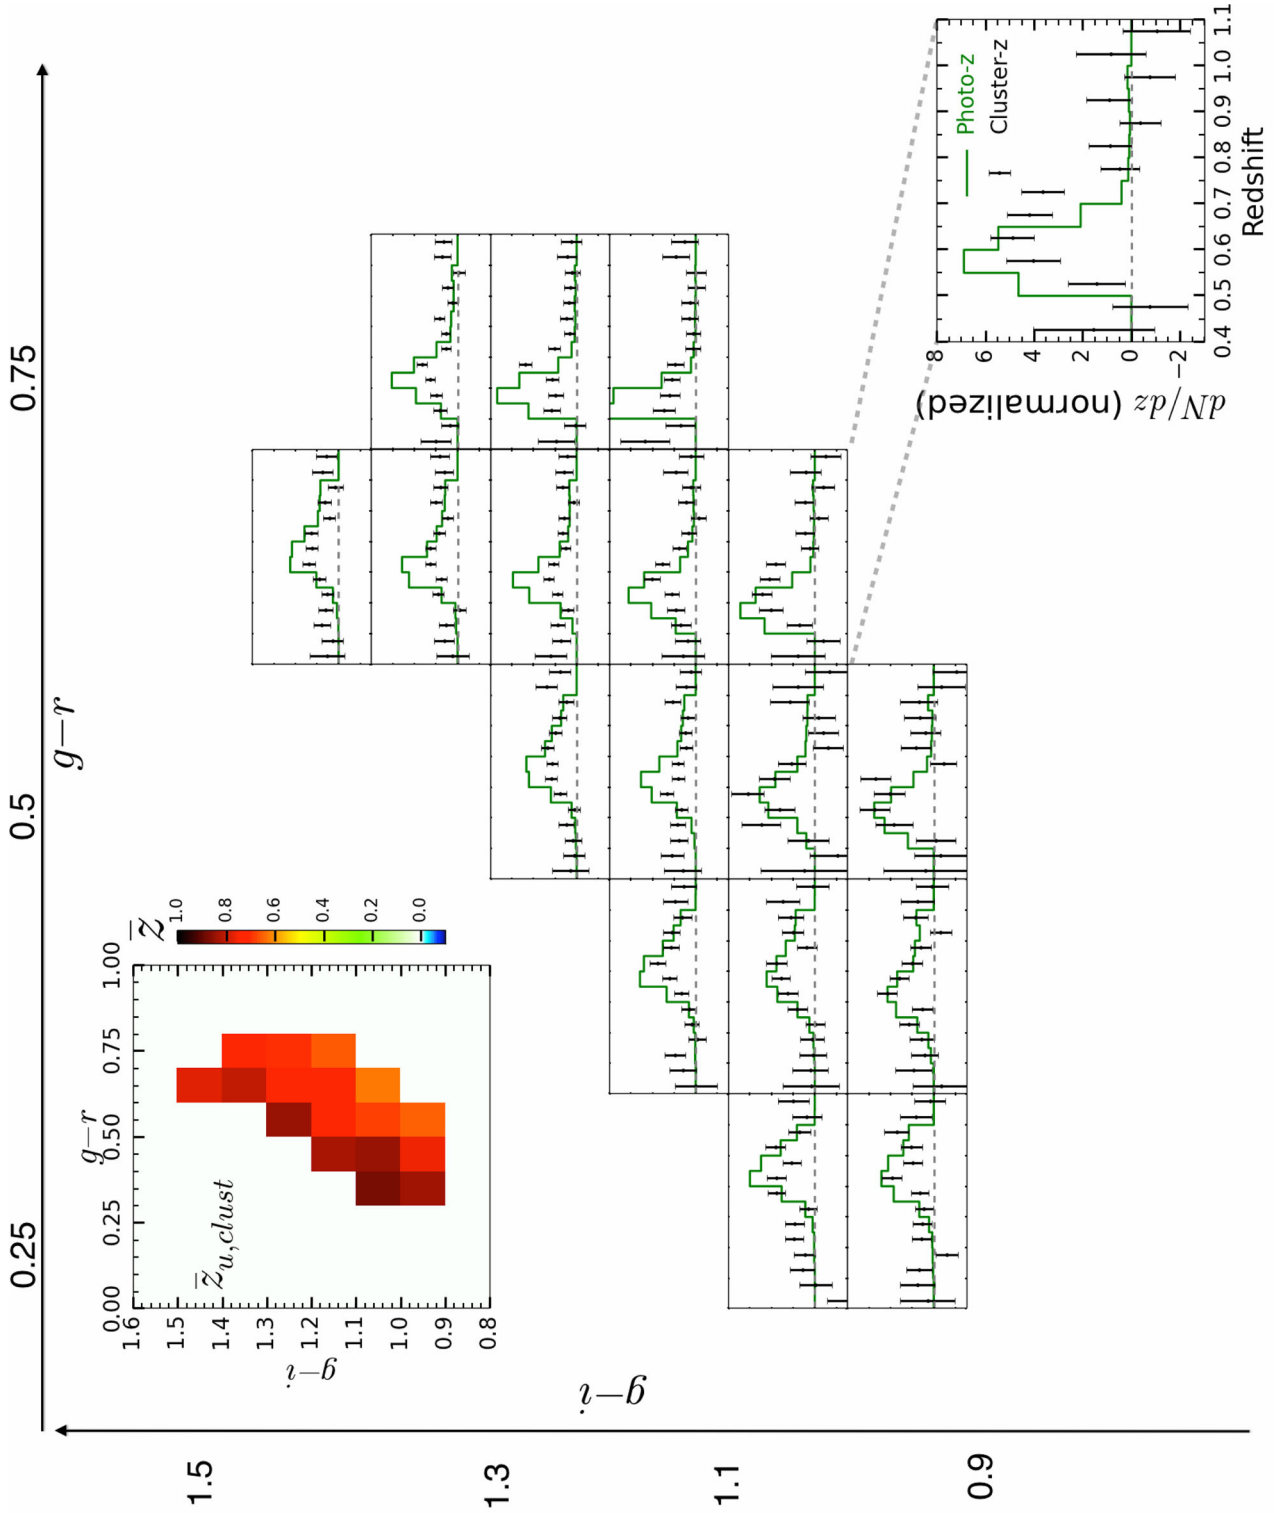 g−r
0.25
0.5
0.75
g−i
1.5
1.3
1.1
0.9
g−r
0.00 0.25 0.50 0.75 1.00
g−i
1.6
1.5
1.4
1.3
1.2
1.1
1.0
0.9
0.8
z̅_{u,clust}
z̅
1.0
0.8
0.6
0.4
0.2
0.0
dN/dz (normalized)
8
6
4
2
0
−2
Photo-z
Cluster-z
0.4 0.5 0.6 0.7 0.8 0.9 1.0 1.1
Redshift